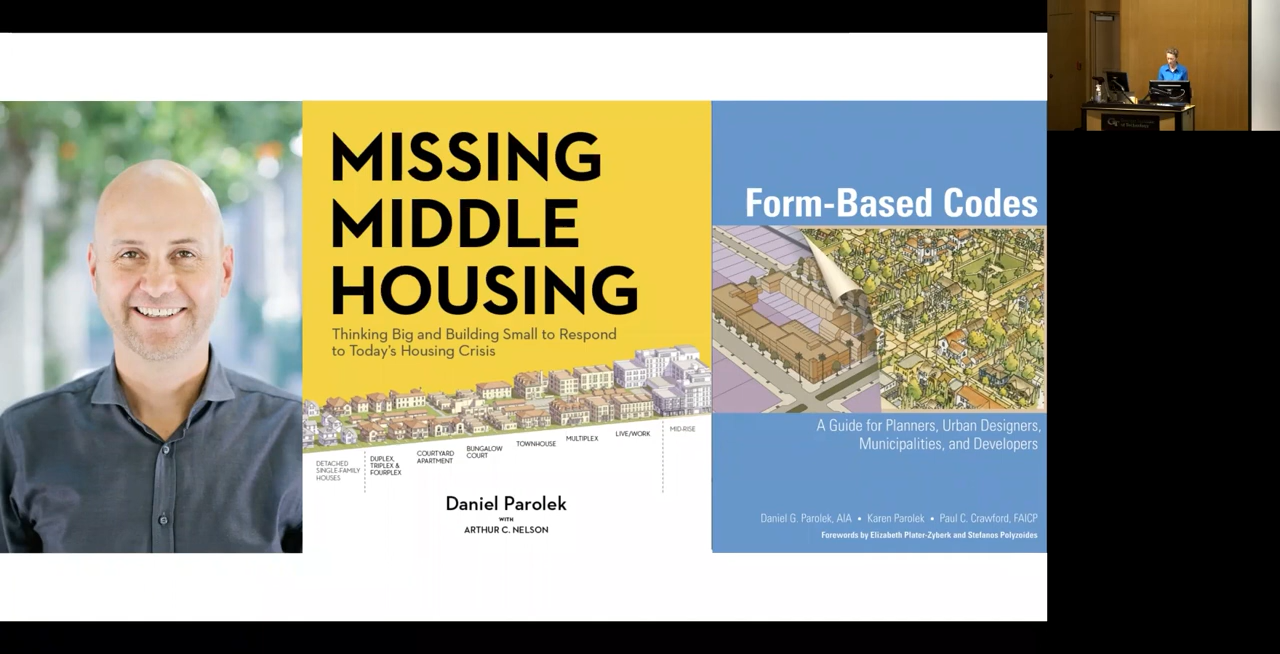 MISSING
MIDDLE
HOUSING
Thinking Big and Building Small to Respond
to Today's Housing Crisis
DETACHED
SINGLE-FAMILY
HOUSES
DUPLEX,
TRIPLEX &
FOURPLEX
COURTYARD
APARTMENT
BUNGALOW
COURT
TOWNHOUSE
MULTIPLEX
LIVE/WORK
MID-RISE
Daniel Parolek
WITH
ARTHUR C. NELSON
Form-Based Codes
A Guide for Planners, Urban Designers,
Municipalities, and Developers
Daniel G. Parolek, AIA • Karen Parolek • Paul C. Crawford, FAICP
Forewords by Elizabeth Plater-Zyberk and Stefanos Polyzoides